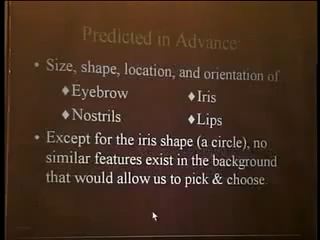 Predicted in Advance:
• Size, shape, location, and orientation of
♦Eyebrow ♦Iris
♦Nostrils ♦Lips
• Except for the iris shape (a circle), no
similar features exist in the background
that would allow us to pick & choose.